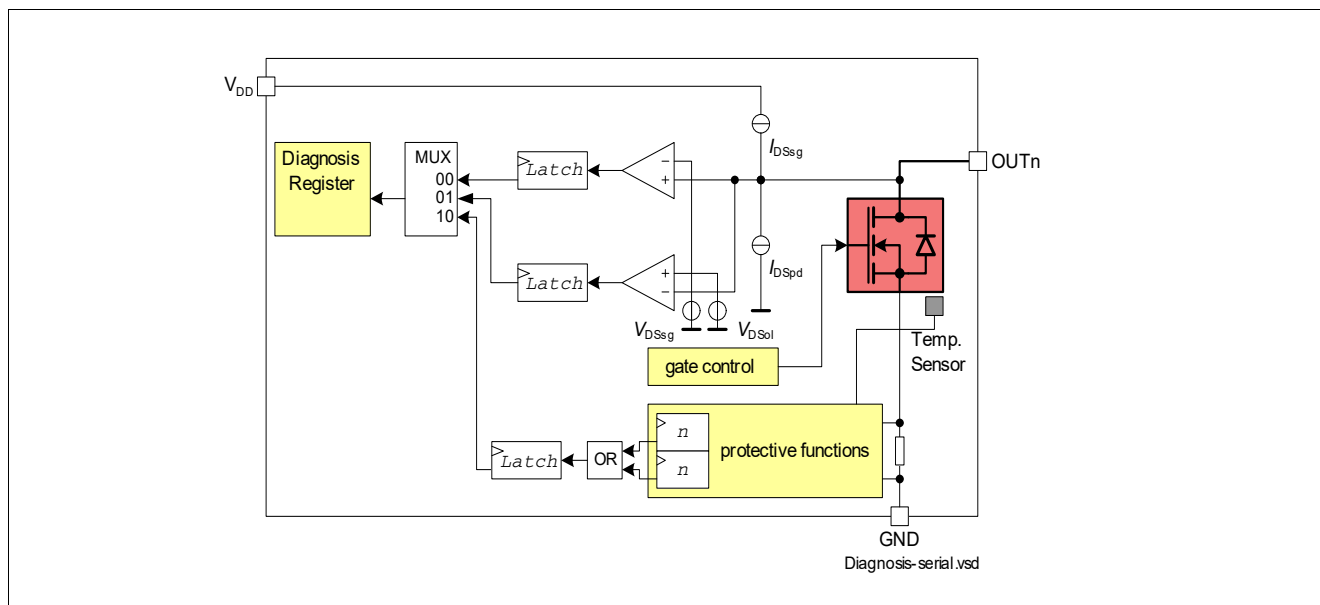 VDD
IDSsg
Diagnosis
Register
MUX
00
01
10
Latch
−
+
OUTn
Latch
+
−
IDSpd
VDSsg
VDSol
Temp.
Sensor
gate control
n
n
protective functions
Latch
OR
GND
Diagnosis-serial.vsd